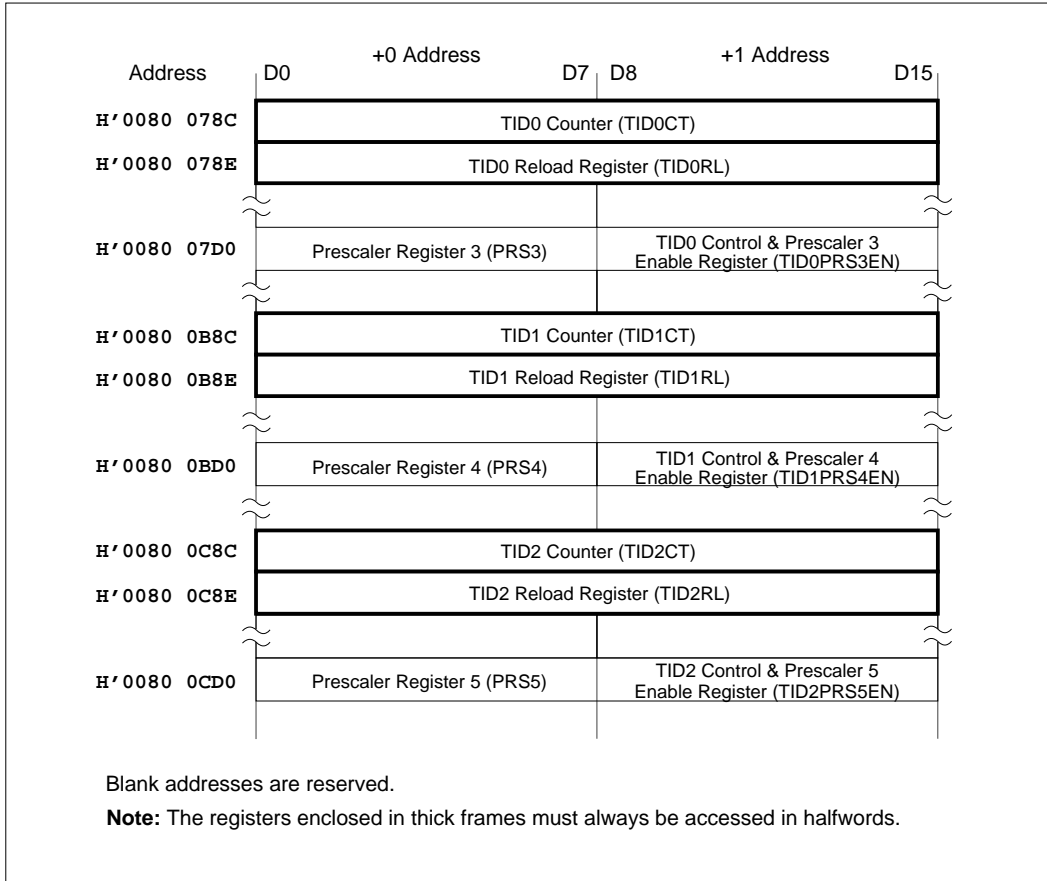 +0 Address +1 Address
Address D0 D7 D8 D15
H'0080 078C TID0 Counter (TID0CT)
H'0080 078E TID0 Reload Register (TID0RL)
H'0080 07D0 Prescaler Register 3 (PRS3) TID0 Control & Prescaler 3
Enable Register (TID0PRS3EN)
H'0080 0B8C TID1 Counter (TID1CT)
H'0080 0B8E TID1 Reload Register (TID1RL)
H'0080 0BD0 Prescaler Register 4 (PRS4) TID1 Control & Prescaler 4
Enable Register (TID1PRS4EN)
H'0080 0C8C TID2 Counter (TID2CT)
H'0080 0C8E TID2 Reload Register (TID2RL)
H'0080 0CD0 Prescaler Register 5 (PRS5) TID2 Control & Prescaler 5
Enable Register (TID2PRS5EN)
Blank addresses are reserved.
Note: The registers enclosed in thick frames must always be accessed in halfwords.